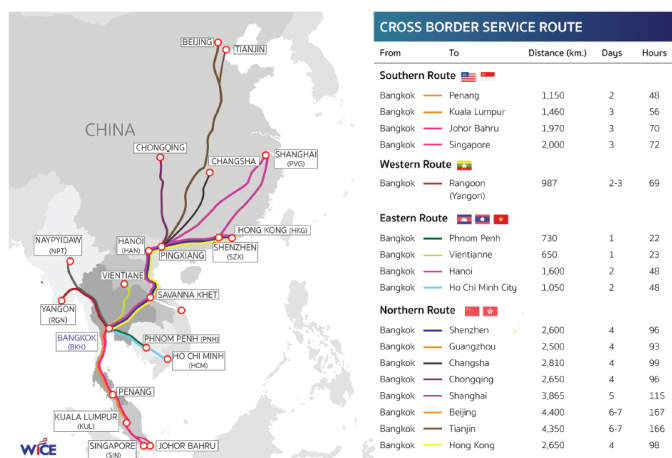 BEIJING
TIANJIN
CHINA
CHONGQING
CHANGSHA
SHANGHAI
(PVG)
HONG KONG (HKG)
SHENZHEN
(SZX)
HANOI
(HAN)
PINGXIANG
NAYPYIDAW
(NPT)
VIENTIANE
SAVANNA KHET
YANGON
(RGN)
BANGKOK
(BKK)
PHNOM PENH (PNH)
HO CHI MINH
(HCM)
PENANG
KUALA LUMPUR
(KUL)
SINGAPORE
(SIN)
JOHOR BAHRU
WICE
CROSS BORDER SERVICE ROUTE
From To Distance (km.) Days Hours
Southern Route
Bangkok Penang 1,150 2 48
Bangkok Kuala Lumpur 1,460 3 56
Bangkok Johor Bahru 1,970 3 70
Bangkok Singapore 2,000 3 72
Western Route
Bangkok Rangoon 987 2-3 69
(Yangon)
Eastern Route
Bangkok Phnom Penh 730 1 22
Bangkok Vientianne 650 1 23
Bangkok Hanoi 1,600 2 48
Bangkok Ho Chi Minh City 1,050 2 48
Northern Route
Bangkok Shenzhen 2,600 4 96
Bangkok Guangzhou 2,500 4 93
Bangkok Changsha 2,810 4 99
Bangkok Chongqing 2,650 4 96
Bangkok Shanghai 3,865 5 115
Bangkok Beijing 4,400 6-7 167
Bangkok Tianjin 4,350 6-7 166
Bangkok Hong Kong 2,650 4 98